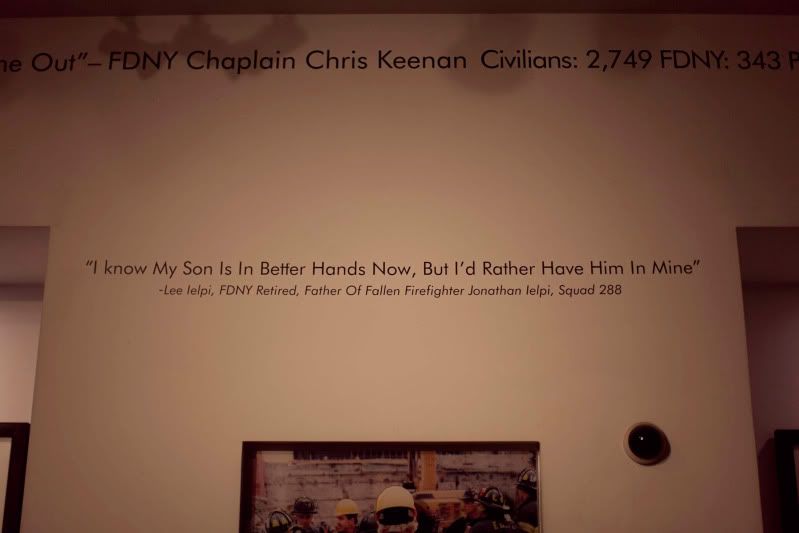 ne Out”– FDNY Chaplain Chris Keenan Civilians: 2,749 FDNY: 343 P
“I know My Son Is In Better Hands Now, But I’d Rather Have Him In Mine”
-Lee Ielpi, FDNY Retired, Father Of Fallen Firefighter Jonathan Ielpi, Squad 288